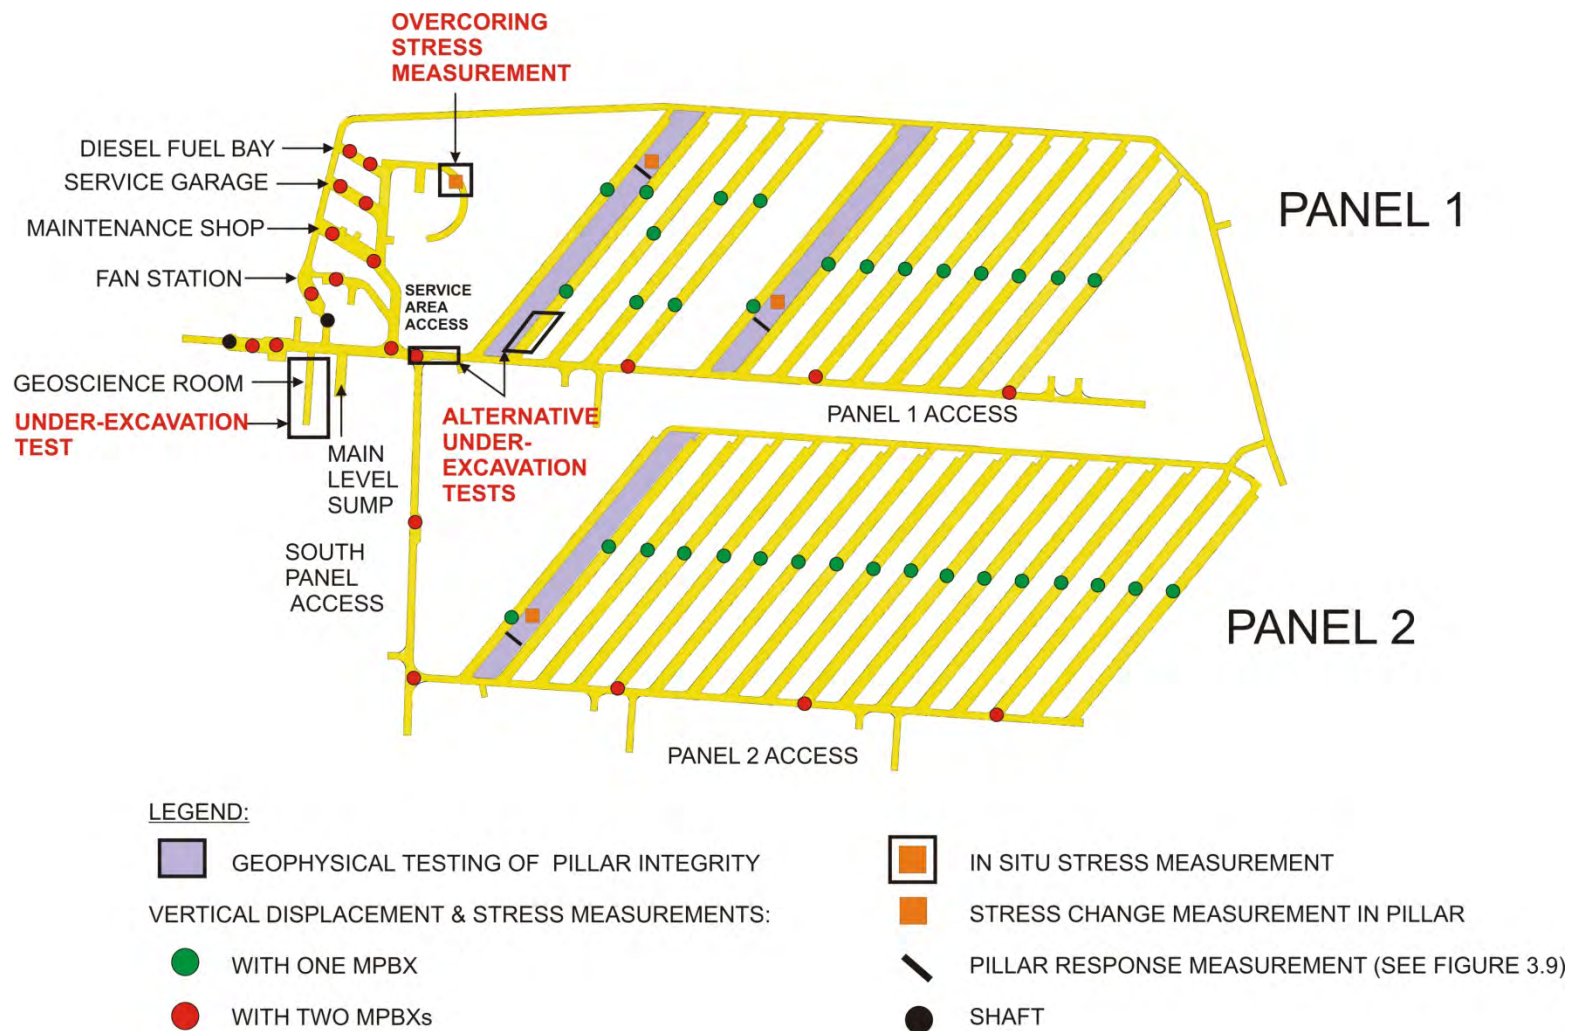 OVERCORING
STRESS
MEASUREMENT
DIESEL FUEL BAY
SERVICE GARAGE
MAINTENANCE SHOP
FAN STATION
SERVICE
AREA
ACCESS
PANEL 1
GEOSCIENCE ROOM
UNDER-EXCAVATION
TEST
MAIN
LEVEL
SUMP
ALTERNATIVE
UNDER-
EXCAVATION
TESTS
PANEL 1 ACCESS
SOUTH
PANEL
ACCESS
PANEL 2
PANEL 2 ACCESS
LEGEND:
GEOPHYSICAL TESTING OF PILLAR INTEGRITY
VERTICAL DISPLACEMENT & STRESS MEASUREMENTS:
WITH ONE MPBX
WITH TWO MPBXs
IN SITU STRESS MEASUREMENT
STRESS CHANGE MEASUREMENT IN PILLAR
PILLAR RESPONSE MEASUREMENT (SEE FIGURE 3.9)
SHAFT